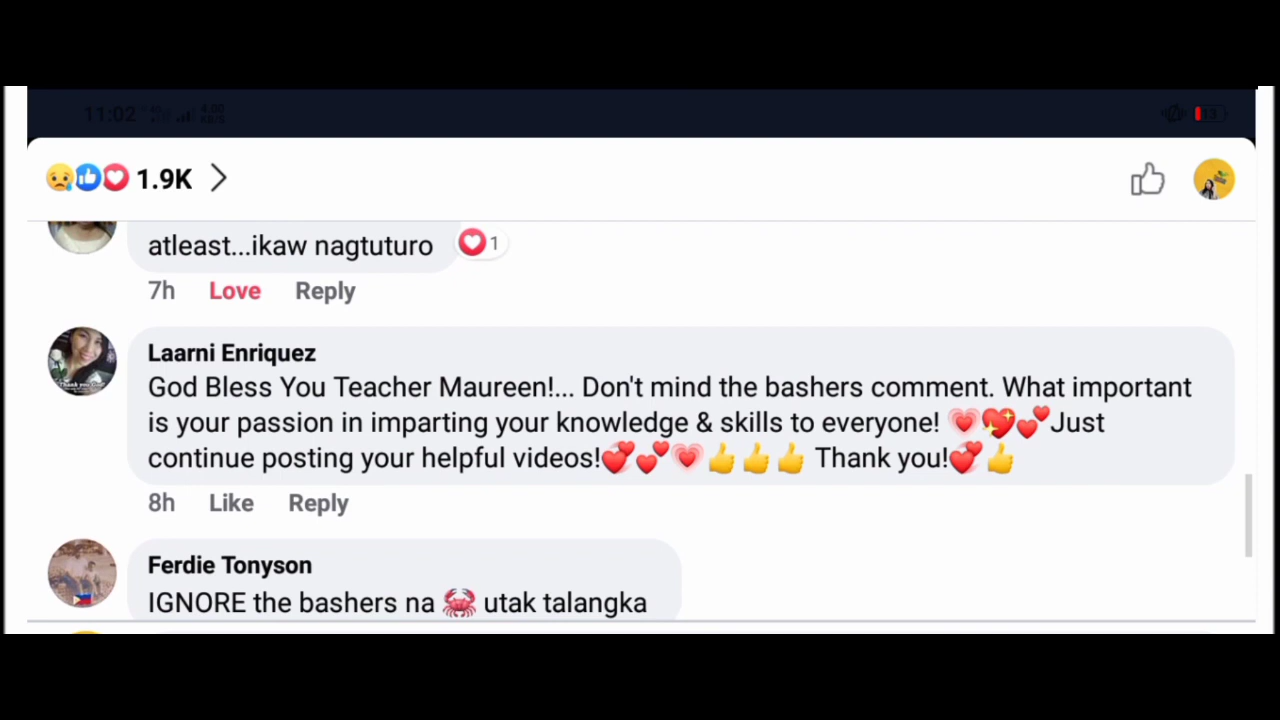 11:02
1.9K
atleast...ikaw nagtuturo 1
7h Love Reply
Laarni Enriquez
God Bless You Teacher Maureen!... Don't mind the bashers comment. What important
is your passion in imparting your knowledge & skills to everyone! 💗💖💕Just
continue posting your helpful videos!💞💕💗👍👍👍 Thank you!💞👍
8h Like Reply
Ferdie Tonyson
IGNORE the bashers na 🦀 utak talangka